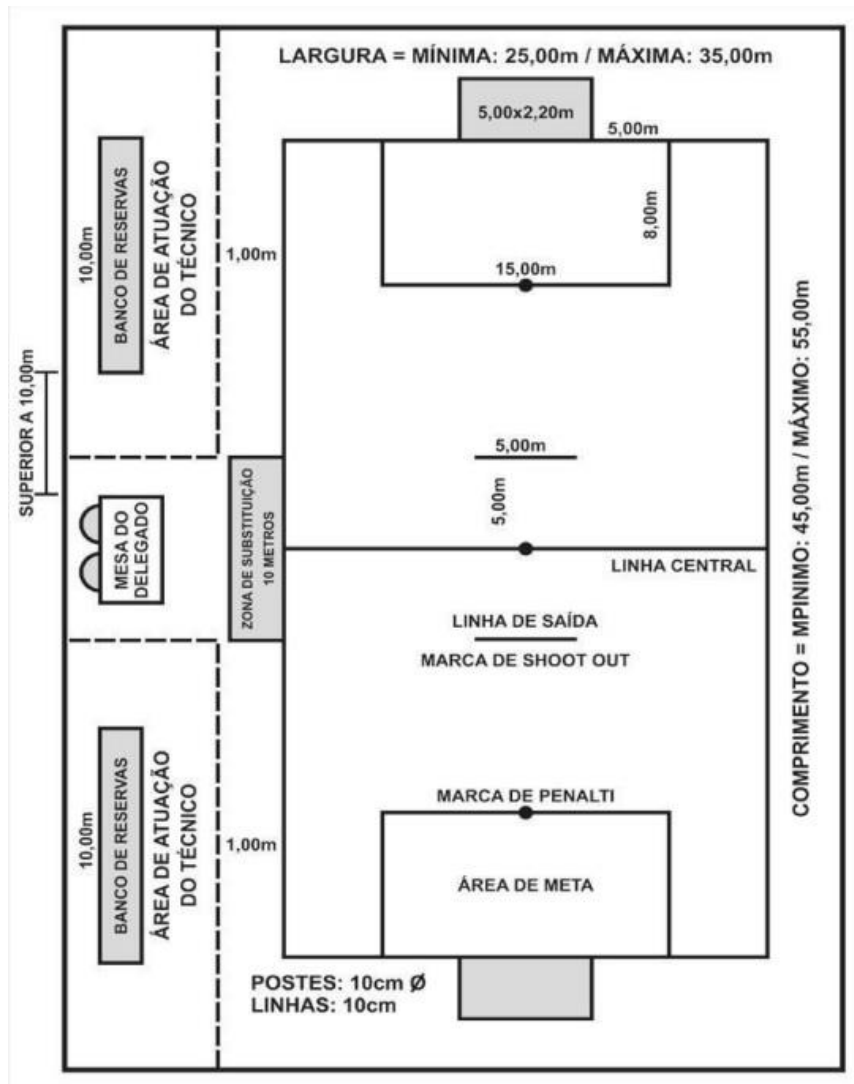 LARGURA = MÍNIMA: 25,00m / MÁXIMA: 35,00m
5,00x2,20m
5,00m
8,00m
15,00m
10,00m
BANCO DE RESERVAS
ÁREA DE ATUAÇÃO
DO TÉCNICO
1,00m
SUPERIOR A 10,00m
5,00m
5,00m
MESA DO
DELEGADO
ZONA DE SUBSTITUIÇÃO
10 METROS
LINHA CENTRAL
COMPRIMENTO = MPINIMO: 45,00m / MÁXIMO: 55,00m
LINHA DE SAÍDA
MARCA DE SHOOT OUT
10,00m
BANCO DE RESERVAS
ÁREA DE ATUAÇÃO
DO TÉCNICO
1,00m
MARCA DE PENALTI
ÁREA DE META
POSTES: 10cm Ø
LINHAS: 10cm